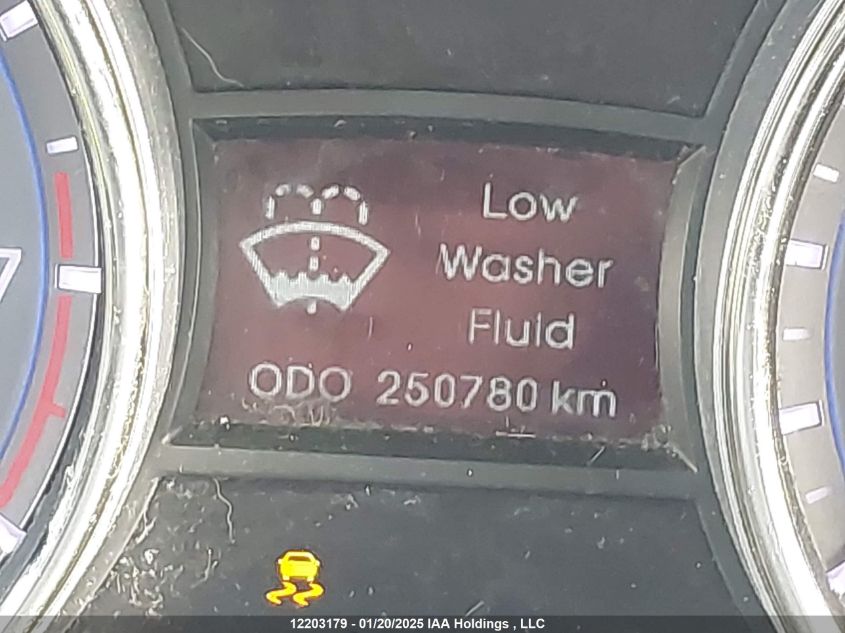 Low
Washer
Fluid
ODO 250780 km
12203179 - 01/20/2025 IAA Holdings , LLC